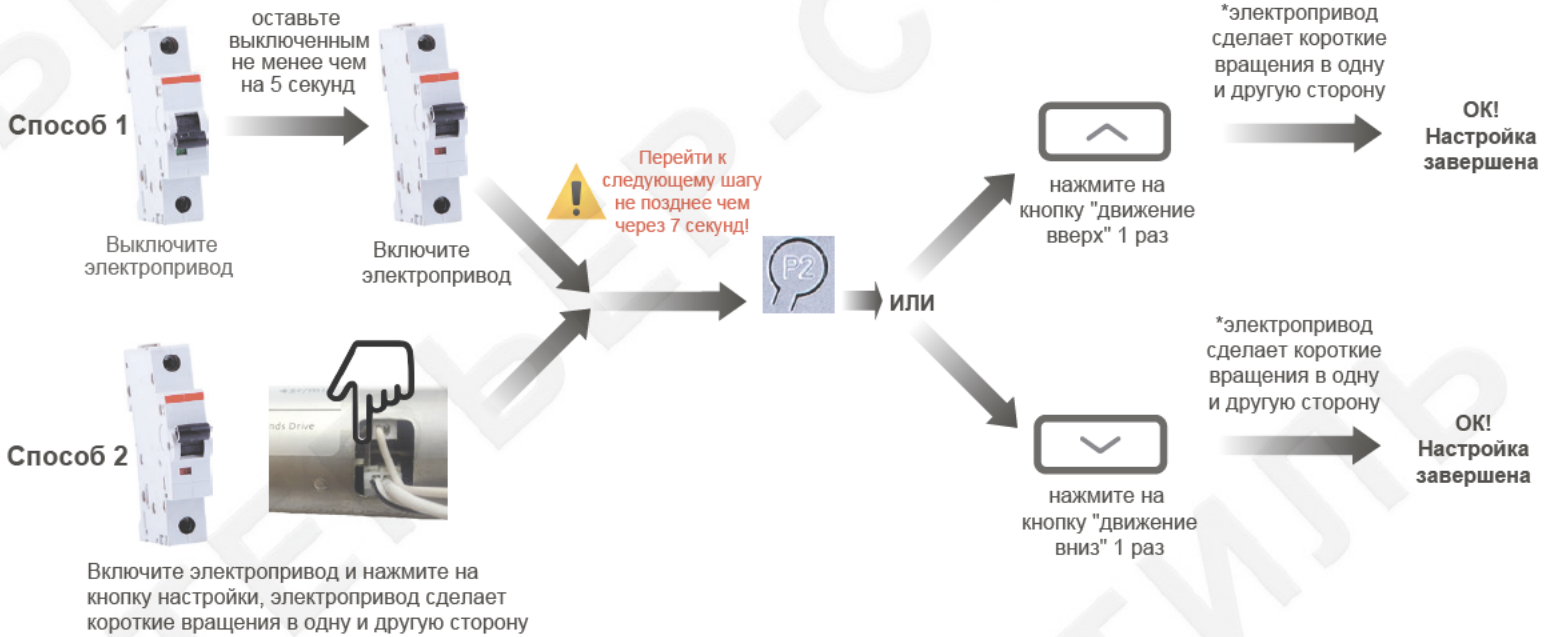 оставьте
выключенным
не менее чем
на 5 секунд
Способ 1
Выключите
электропривод
Включите
электропривод
Перейти к
следующему шагу
не позднее чем
через 7 секунд!
P2
ИЛИ
нажмите на
кнопку "движение
вверх" 1 раз
*электропривод
сделает короткие
вращения в одну
и другую сторону
ОК!
Настройка
завершена
Способ 2
nds Drive
Включите электропривод и нажмите на
кнопку настройки, электропривод сделает
короткие вращения в одну и другую сторону
нажмите на
кнопку "движение
вниз" 1 раз
*электропривод
сделает короткие
вращения в одну
и другую сторону
ОК!
Настройка
завершена